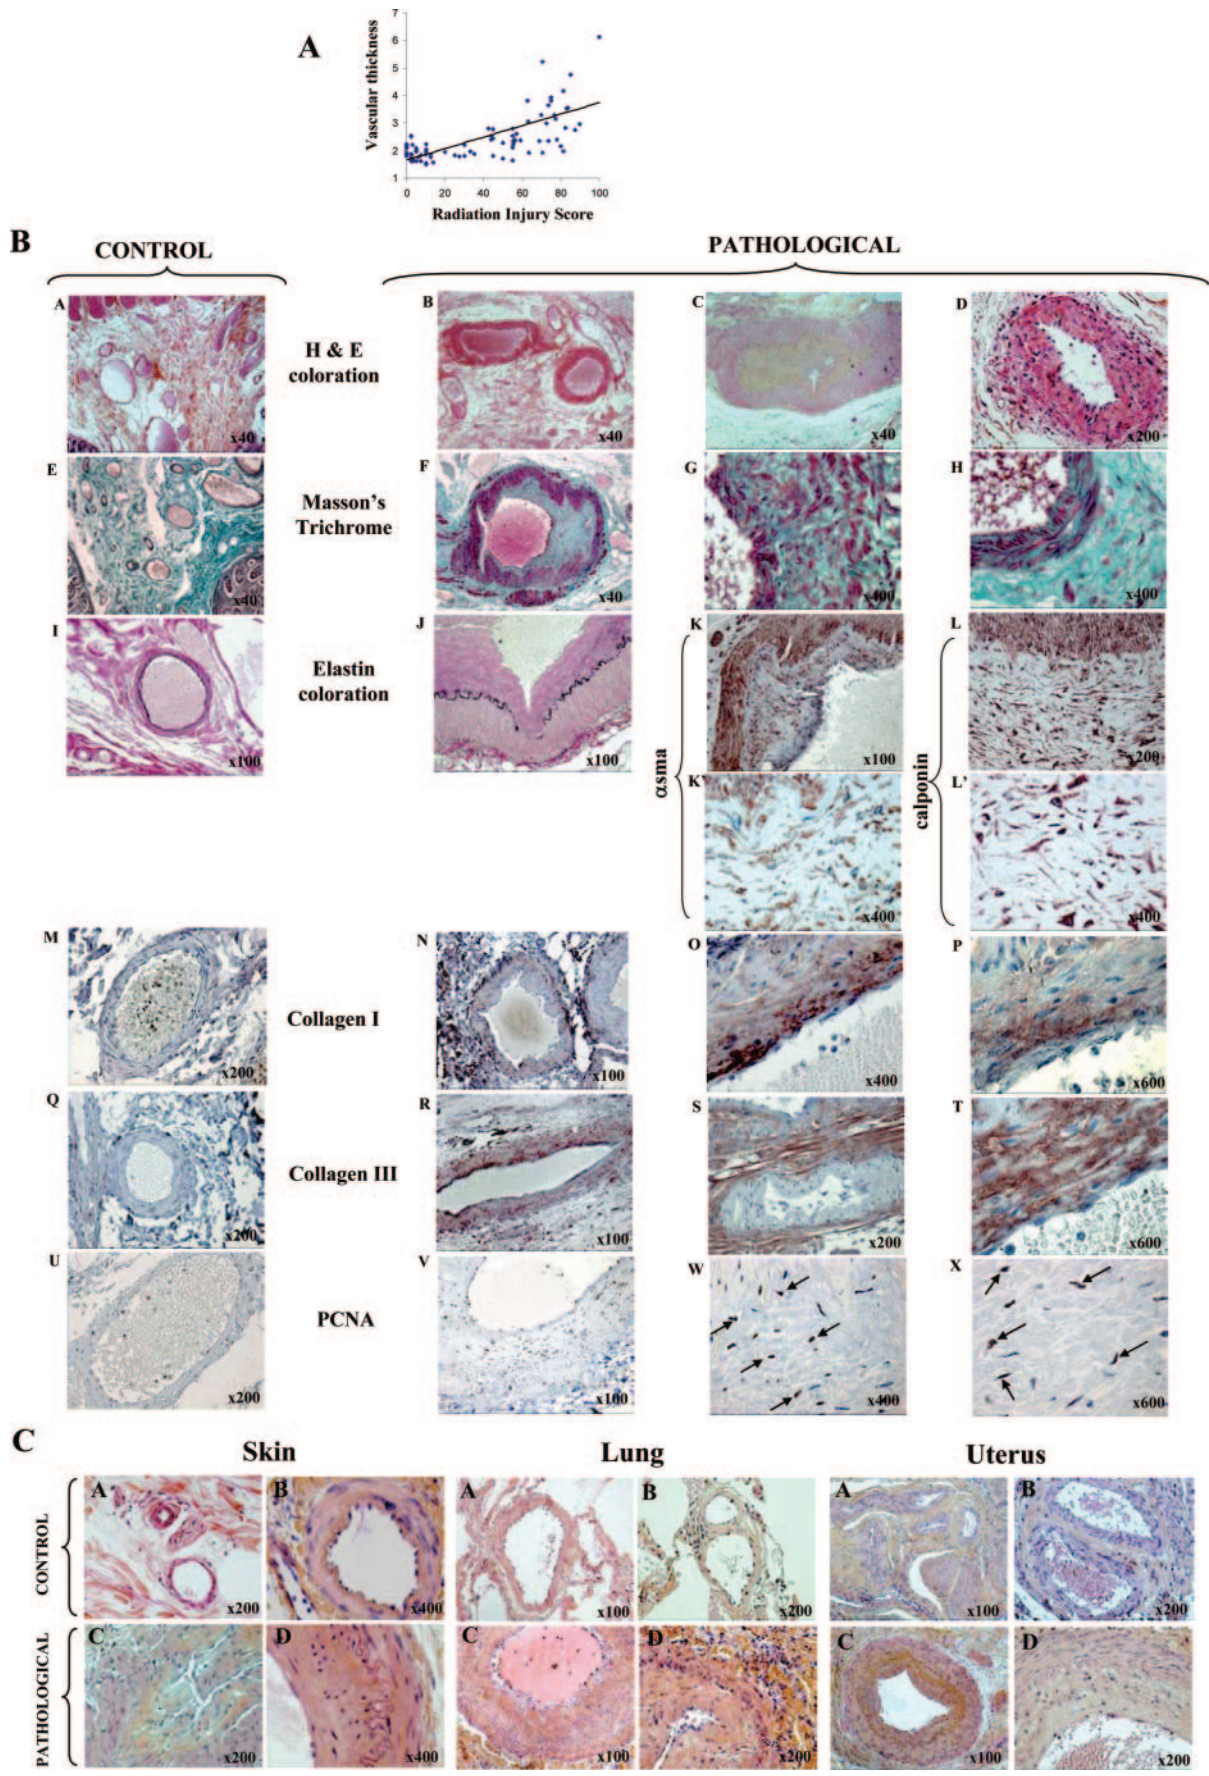 A
Vascular thickness
7
6
5
4
3
2
1
0 20 40 60 80 100
Radiation Injury Score
B
CONTROL
PATHOLOGICAL
A
x40
H & E
coloration
B
x40
C
x40
D
x200
E
x40
Masson's
Trichrome
F
x40
G
x400
H
x400
I
x100
Elastin
coloration
J
x100
αsma
K
x100
calponin
L
x200
K'
x400
L'
x400
M
x200
Collagen I
N
x100
O
x400
P
x600
Q
x200
Collagen III
R
x100
S
x200
T
x600
U
x200
PCNA
V
x100
W
x400
X
x600
C
Skin
Lung
Uterus
CONTROL
A
x200
B
x400
A
x100
B
x200
A
x100
B
x200
PATHOLOGICAL
C
x200
D
x400
C
x100
D
x200
C
x100
D
x200